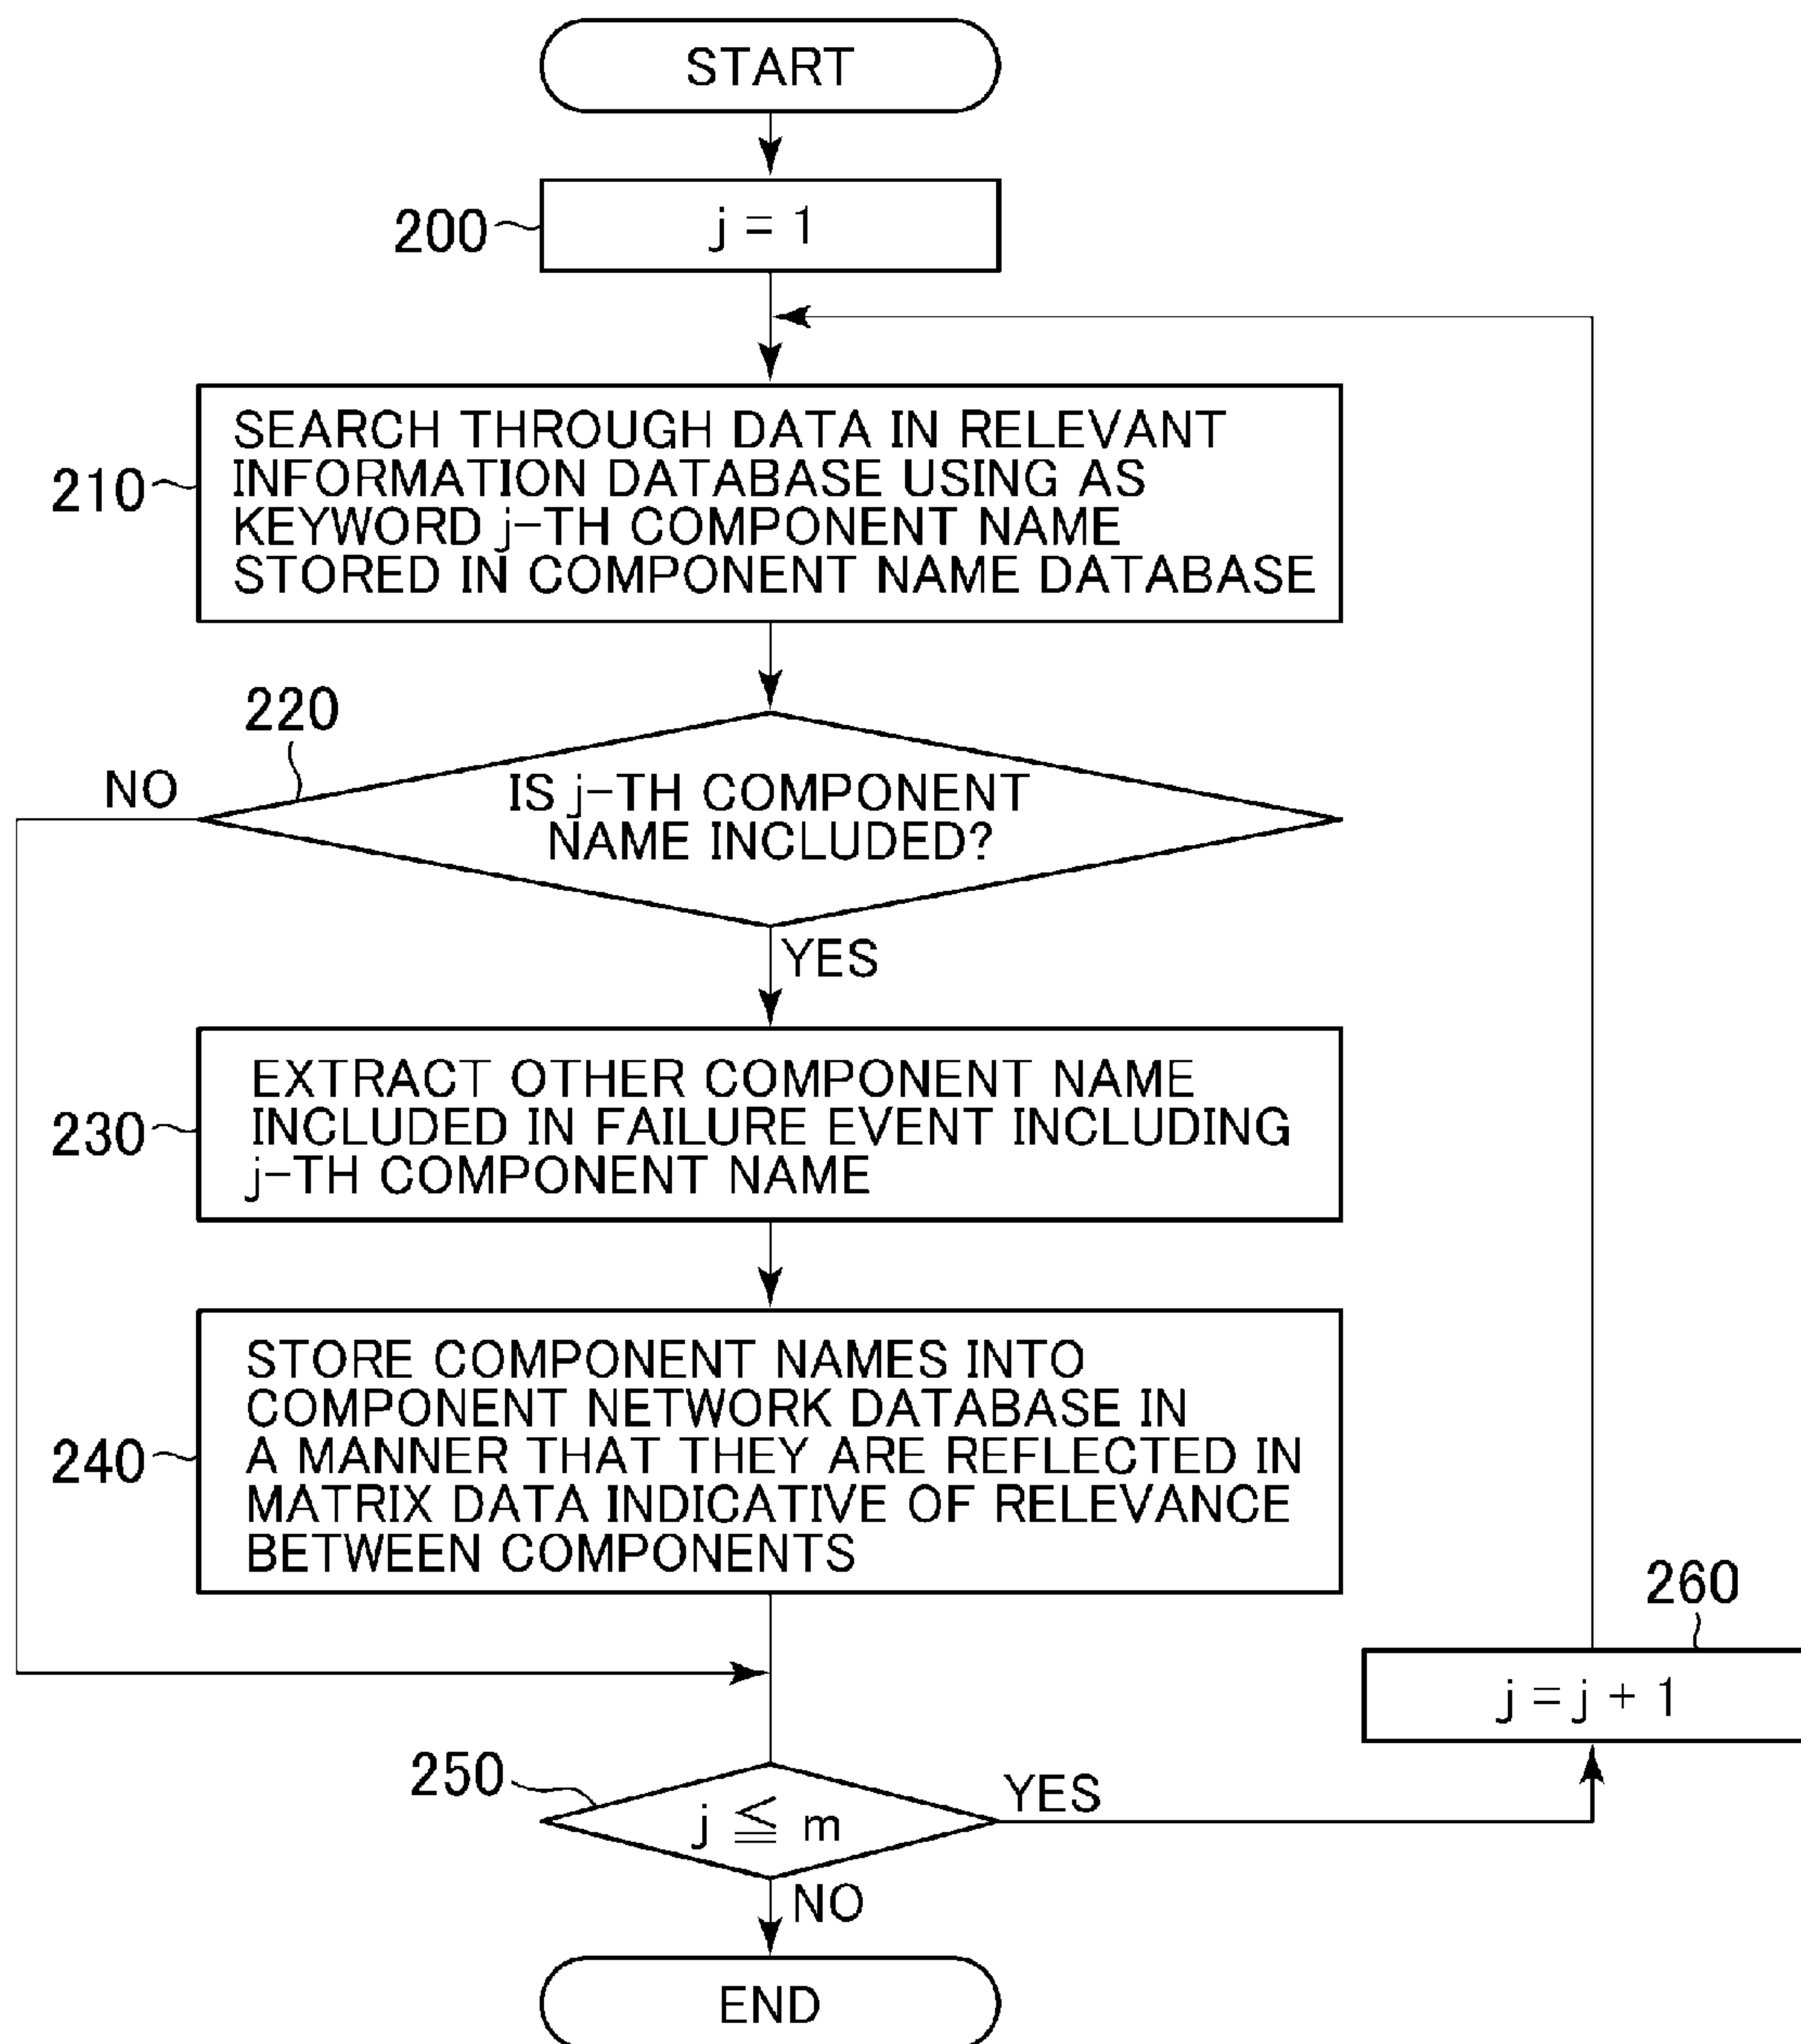 START
200
j = 1
210
SEARCH THROUGH DATA IN RELEVANT
INFORMATION DATABASE USING AS
KEYWORD j-TH COMPONENT NAME
STORED IN COMPONENT NAME DATABASE
220
NO
IS j-TH COMPONENT
NAME INCLUDED?
YES
230
EXTRACT OTHER COMPONENT NAME
INCLUDED IN FAILURE EVENT INCLUDING
j-TH COMPONENT NAME
240
STORE COMPONENT NAMES INTO
COMPONENT NETWORK DATABASE IN
A MANNER THAT THEY ARE REFLECTED IN
MATRIX DATA INDICATIVE OF RELEVANCE
BETWEEN COMPONENTS
260
j = j + 1
250
j ≦ m
YES
NO
END